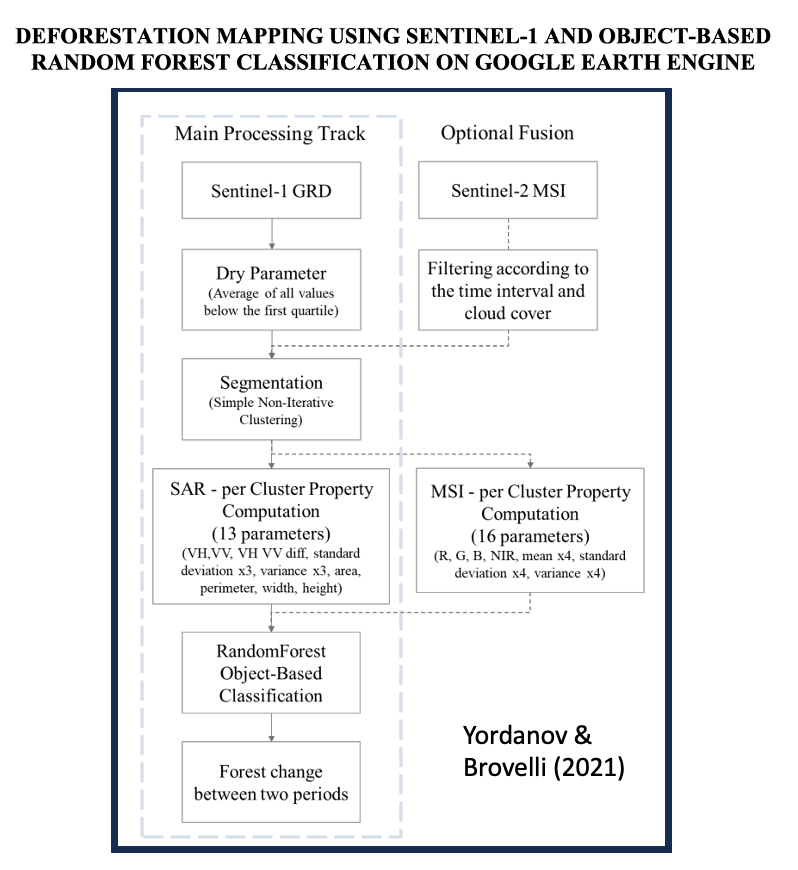 DEFORESTATION MAPPING USING SENTINEL-1 AND OBJECT-BASED
RANDOM FOREST CLASSIFICATION ON GOOGLE EARTH ENGINE
Main Processing Track
Optional Fusion
Sentinel-1 GRD
Sentinel-2 MSI
Dry Parameter
(Average of all values
below the first quartile)
Filtering according to
the time interval and
cloud cover
Segmentation
(Simple Non-Iterative
Clustering)
SAR - per Cluster Property
Computation
(13 parameters)
(VH,VV, VH VV diff, standard
deviation x3, variance x3, area,
perimeter, width, height)
MSI - per Cluster Property
Computation
(16 parameters)
(R, G, B, NIR, mean x4, standard
deviation x4, variance x4)
RandomForest
Object-Based
Classification
Forest change
between two periods
Yordanov &
Brovelli (2021)